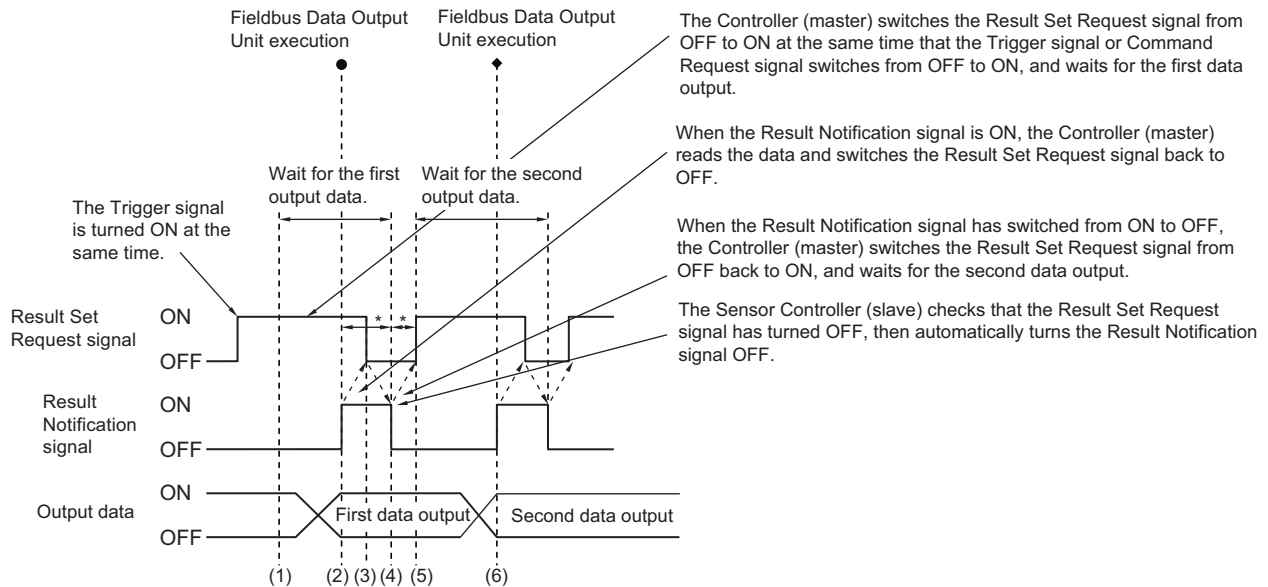 Fieldbus Data Output
Unit execution
Fieldbus Data Output
Unit execution
The Controller (master) switches the Result Set Request signal from
OFF to ON at the same time that the Trigger signal or Command
Request signal switches from OFF to ON, and waits for the first data
output.
When the Result Notification signal is ON, the Controller (master)
reads the data and switches the Result Set Request signal back to
OFF.
Wait for the first
output data.
Wait for the second
output data.
The Trigger signal
is turned ON at the
same time.
When the Result Notification signal has switched from ON to OFF,
the Controller (master) switches the Result Set Request signal from
OFF back to ON, and waits for the second data output.
The Sensor Controller (slave) checks that the Result Set Request
signal has turned OFF, then automatically turns the Result Notification
signal OFF.
Result Set
Request signal
ON
OFF
* *
Result
Notification
signal
ON
OFF
Output data
ON
OFF
First data output
Second data output
(1) (2) (3) (4) (5) (6)